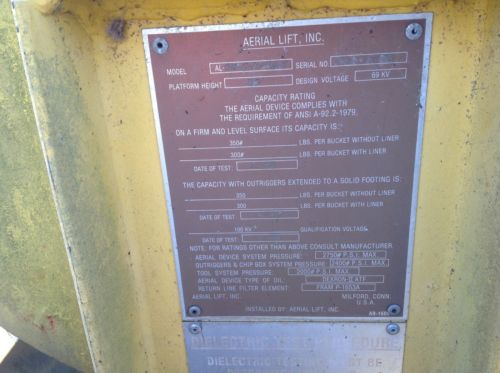 AERIAL LIFT, INC.
MODEL AL- SERIAL NO.
PLATFORM HEIGHT DESIGN VOLTAGE 69 KV
CAPACITY RATING
THE AERIAL DEVICE COMPLIES WITH
THE REQUIREMENT OF ANSI A-92.2-1979.
ON A FIRM AND LEVEL SURFACE ITS CAPACITY IS:
350# LBS. PER BUCKET WITHOUT LINER
300# LBS. PER BUCKET WITH LINER
DATE OF TEST
THE CAPACITY WITH OUTRIGGERS EXTENDED TO A SOLID FOOTING IS:
350 LBS. PER BUCKET WITHOUT LINER
300 LBS. PER BUCKET WITH LINER
DATE OF TEST
100 KV QUALIFICATION VOLTAGE
DATE OF TEST
NOTE: FOR RATINGS OTHER THAN ABOVE CONSULT MANUFACTURER
AERIAL DEVICE SYSTEM PRESSURE: 2750# P.S.I. MAX.
OUTRIGGERS & CHIP BOX SYSTEM PRESSURE 2400# P.S.I. MAX.
TOOL SYSTEM PRESSURE: 2000# P.S.I. MAX
AERIAL DEVICE TYPE OF OIL: DEXRON-II ATF
RETURN LINE FILTER ELEMENT: FRAM P-1653A
AERIAL LIFT, INC. MILFORD, CONN.
U.S.A.
INSTALLED BY: AERIAL LIFT, INC.
DIELECTRIC TEST
DIELECTRIC